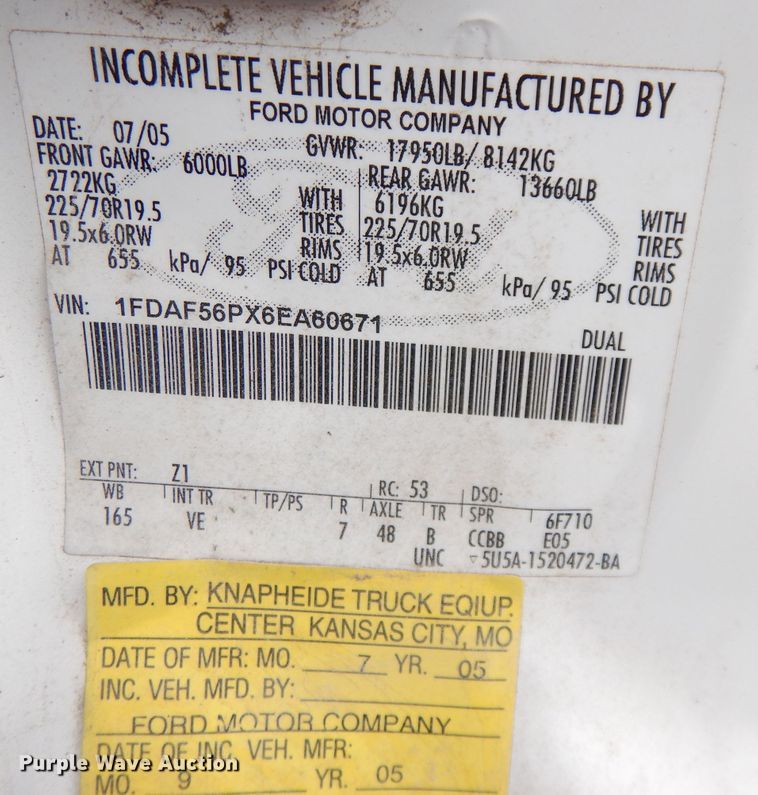 INCOMPLETE VEHICLE MANUFACTURED BY
FORD MOTOR COMPANY
DATE: 07/05 GVWR: 17950LB/ 8142KG
FRONT GAWR: 6000LB REAR GAWR: 13660LB
2722KG WITH 6196KG WITH
225/70R19.5 TIRES 225/70R19.5 TIRES
19.5x6.0RW RIMS 19.5x6.0RW RIMS
AT 655 kPa/ 95 PSI COLD AT 655 kPa/ 95 PSI COLD
VIN: 1FDAF56PX6EA60671
DUAL
EXT PNT: Z1 RC: 53 DSO:
WB INT TR TP/PS R AXLE TR SPR 6F710
165 VE 7 48 B CCBB E05
UNC ▽5U5A-1520472-BA
MFD. BY: KNAPHEIDE TRUCK EQIUP.
CENTER KANSAS CITY, MO
DATE OF MFR: MO. 7 YR. 05
INC. VEH. MFD. BY:
FORD MOTOR COMPANY
DATE OF INC. VEH. MFR:
MO. 9 YR. 05
Purple Wave Auction